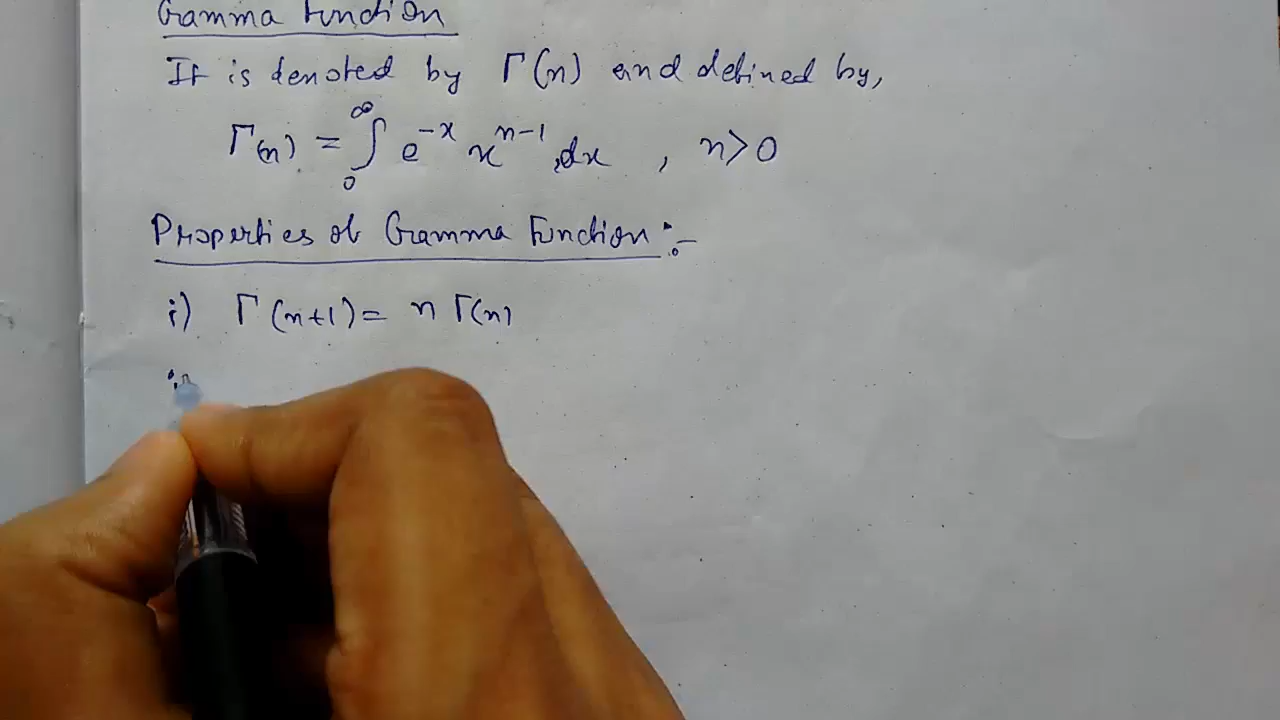 Gamma Function
It is denoted by Γ(n) and defined by,
Γ(n) = ∫₀^∞ e^{-x} x^{n-1} dx , n>0
Properties of Gamma Function :-
i) Γ(n+1) = n Γ(n)